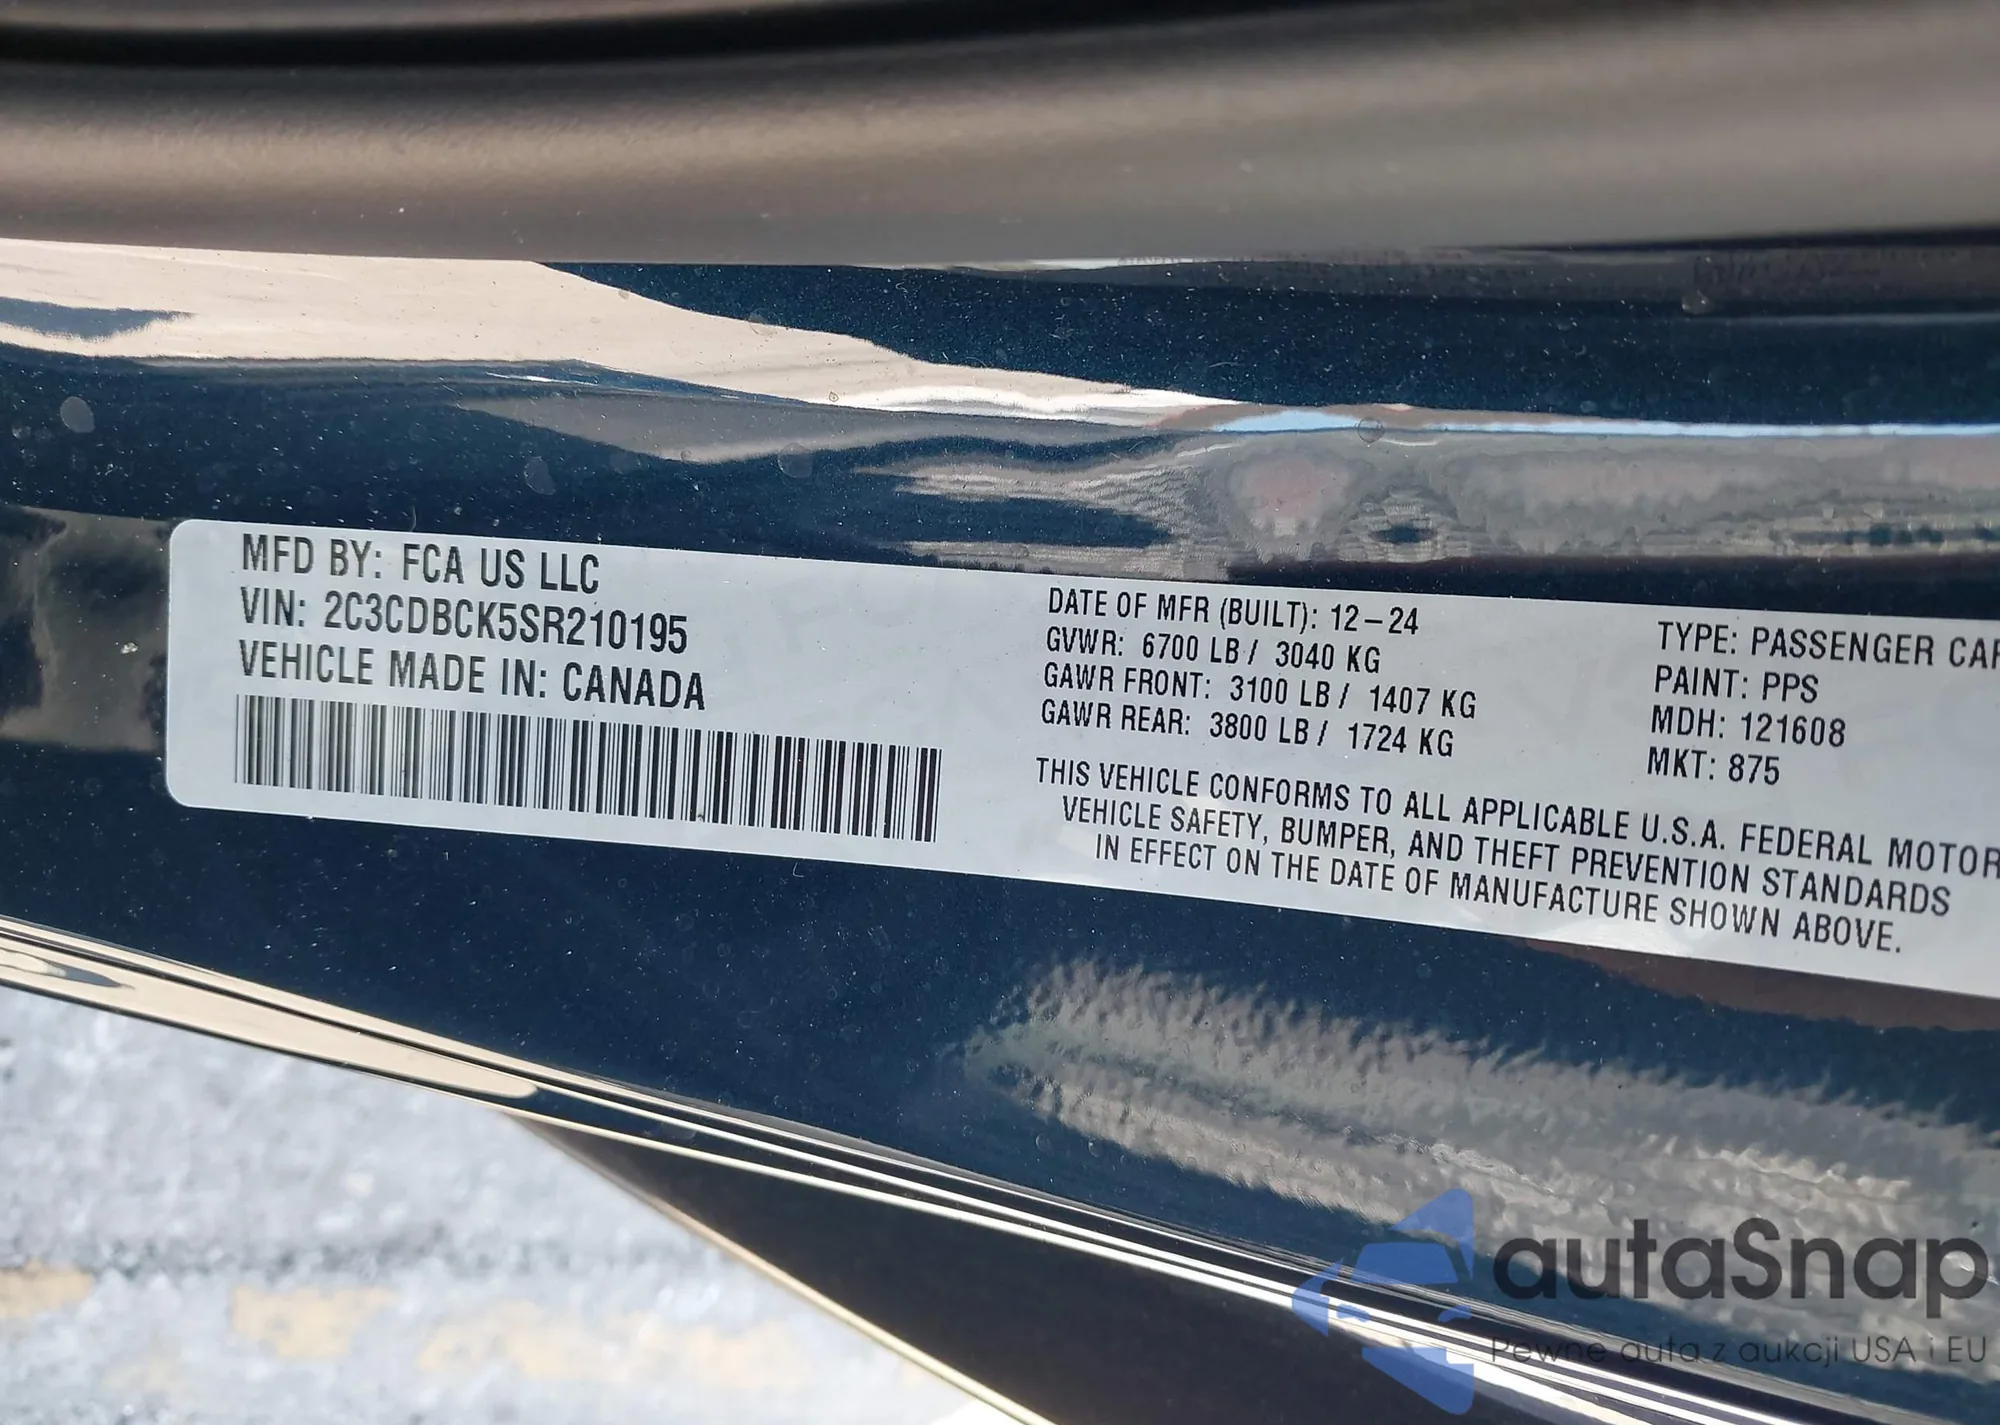 MFD BY: FCA US LLC
VIN: 2C3CDBCK5SR210195
VEHICLE MADE IN: CANADA
DATE OF MFR (BUILT): 12-24
GVWR: 6700 LB / 3040 KG
GAWR FRONT: 3100 LB / 1407 KG
GAWR REAR: 3800 LB / 1724 KG
TYPE: PASSENGER CAR
PAINT: PPS
MDH: 121608
MKT: 875
THIS VEHICLE CONFORMS TO ALL APPLICABLE U.S.A. FEDERAL MOTOR
VEHICLE SAFETY, BUMPER, AND THEFT PREVENTION STANDARDS
IN EFFECT ON THE DATE OF MANUFACTURE SHOWN ABOVE.
autaSnap
Pewne auta z aukcji USA i EU